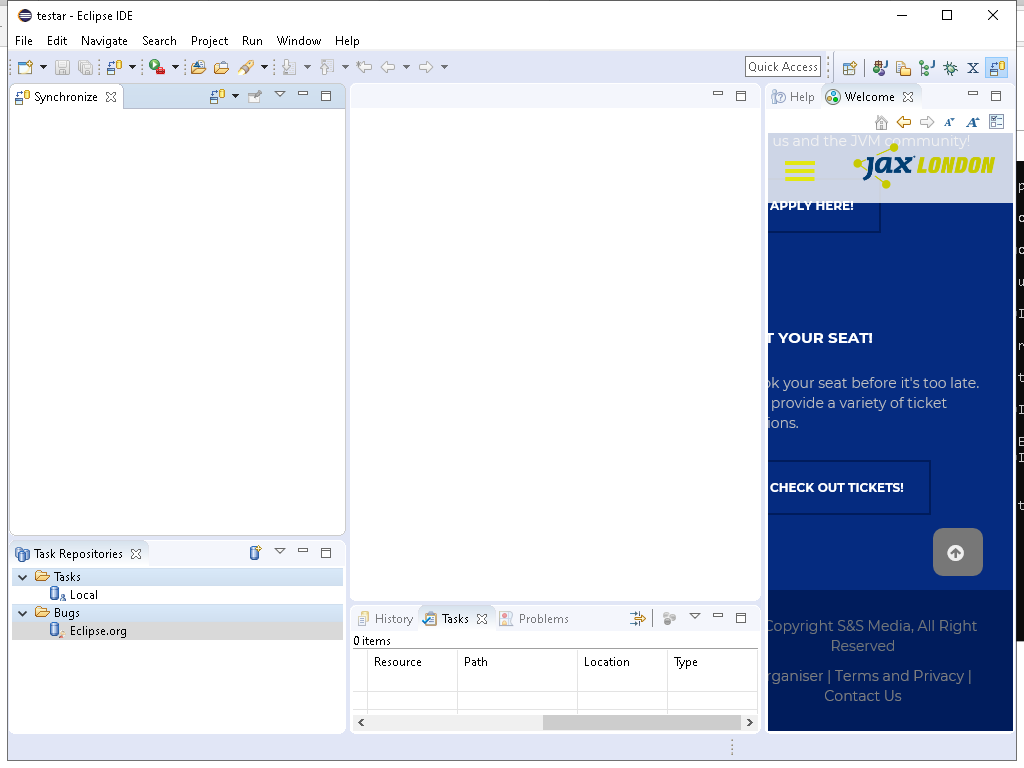 testar - Eclipse IDE
File Edit Navigate Search Project Run Window Help
Quick Access
Synchronize
Help Welcome
us and the JVM community!
JAX LONDON
APPLY HERE!
T YOUR SEAT!
ok your seat before it's too late.
provide a variety of ticket
ions.
CHECK OUT TICKETS!
Copyright S&S Media, All Right
Reserved
rganiser | Terms and Privacy |
Contact Us
Task Repositories
Tasks
Local
Bugs
Eclipse.org
History Tasks Problems
0 items
Resource Path Location Type